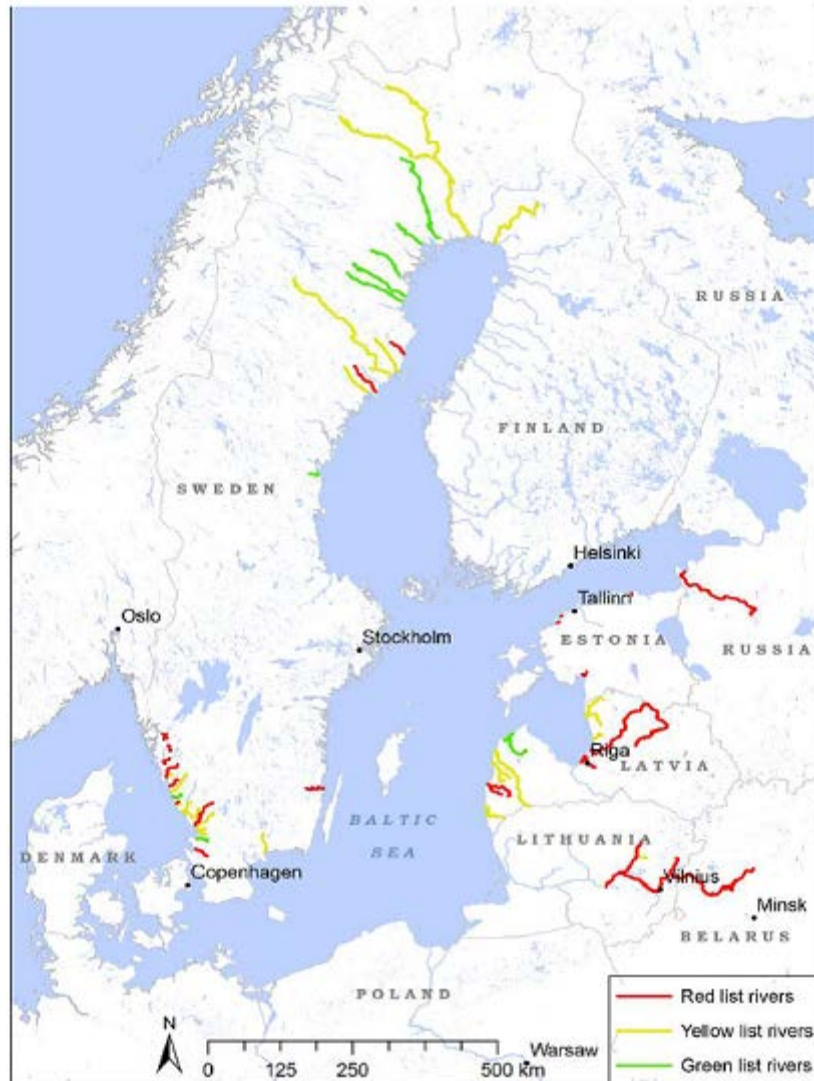 RUSSIA
FINLAND
SWEDEN
Helsinki
Tallinn
Oslo
Stockholm
ESTONIA
RUSSIA
Riga
LATVIA
BALTIC
SEA
LITHUANIA
DENMARK
Copenhagen
Vilnius
Minsk
BELARUS
POLAND
Red list rivers
Yellow list rivers
Green list rivers
N
Warsaw
0 125 250 500 km